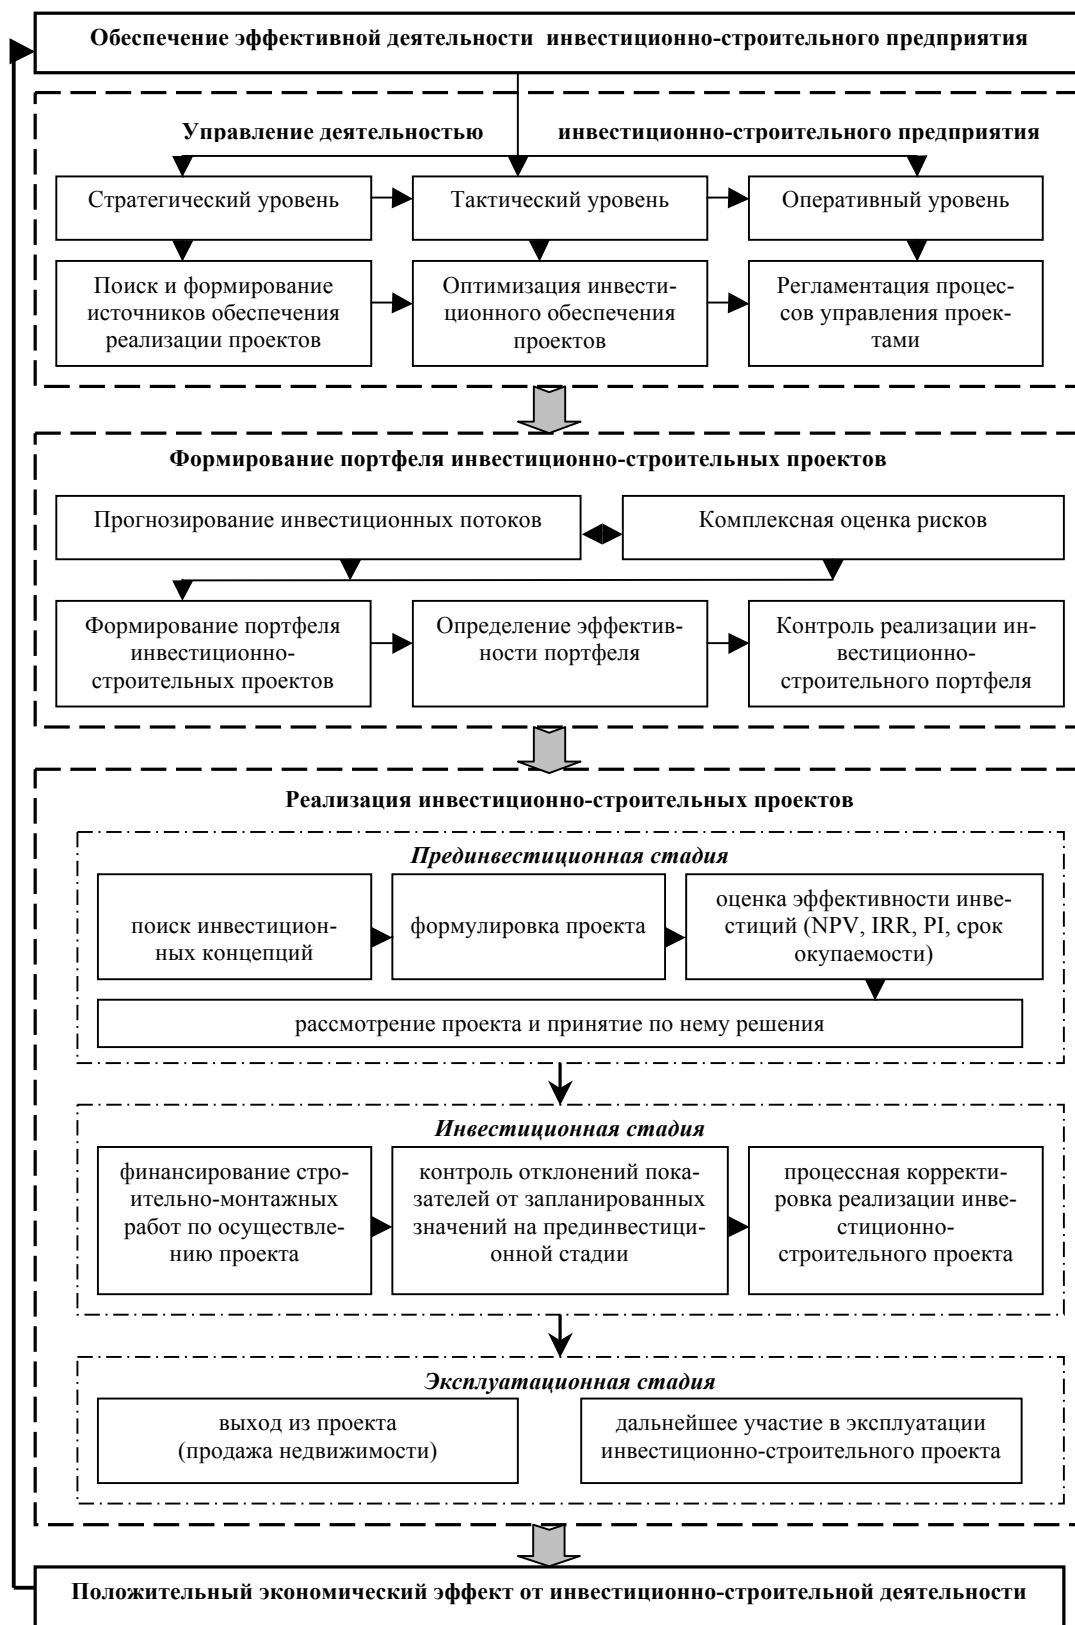 Обеспечение эффективной деятельности инвестиционно-строительного предприятия
Управление деятельностью инвестиционно-строительного предприятия
Стратегический уровень
Тактический уровень
Оперативный уровень
Поиск и формирование
источников обеспечения
реализации проектов
Оптимизация инвести-
ционного обеспечения
проектов
Регламентация процес-
сов управления проек-
тами
Формирование портфеля инвестиционно-строительных проектов
Прогнозирование инвестиционных потоков
Комплексная оценка рисков
Формирование портфеля
инвестиционно-
строительных проектов
Определение эффектив-
ности портфеля
Контроль реализации ин-
вестиционно-
строительного портфеля
Реализация инвестиционно-строительных проектов
Прединвестиционная стадия
поиск инвестицион-
ных концепций
формулировка проекта
оценка эффективности инве-
стиций (NPV, IRR, PI, срок
окупаемости)
рассмотрение проекта и принятие по нему решения
Инвестиционная стадия
финансирование стро-
ительно-монтажных
работ по осуществле-
нию проекта
контроль отклонений пока-
зателей от запланированных
значений на прединвестици-
онной стадии
процессная корректи-
ровка реализации инве-
стиционно-
строительного проекта
Эксплуатационная стадия
выход из проекта
(продажа недвижимости)
дальнейшее участие в эксплуатации
инвестиционно-строительного проекта
Положительный экономический эффект от инвестиционно-строительной деятельности